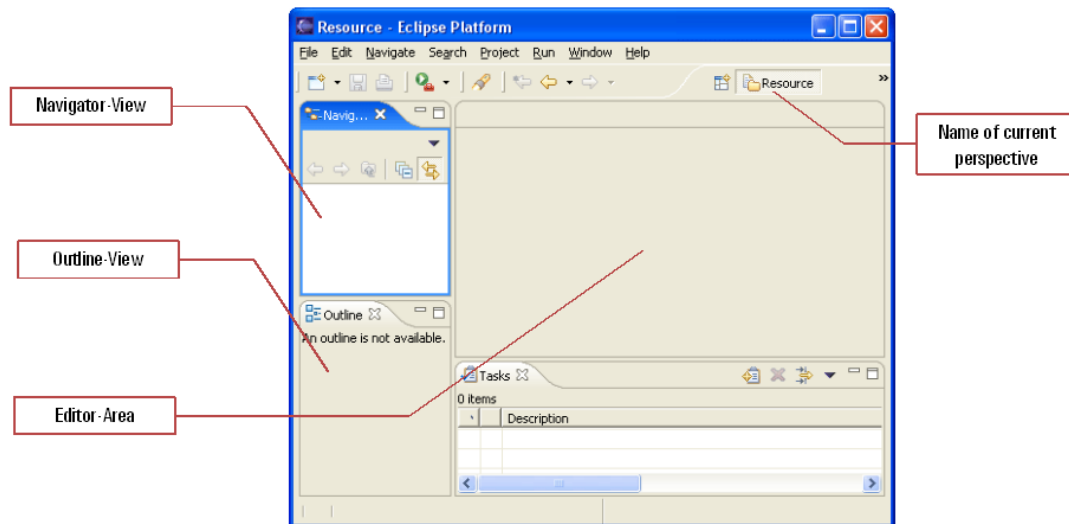 Resource - Eclipse Platform
File Edit Navigate Search Project Run Window Help
Resource
»
Navigator-View
Navig...
Name of current
perspective
Outline-View
Outline
An outline is not available.
Tasks
0 items
Description
Editor-Area